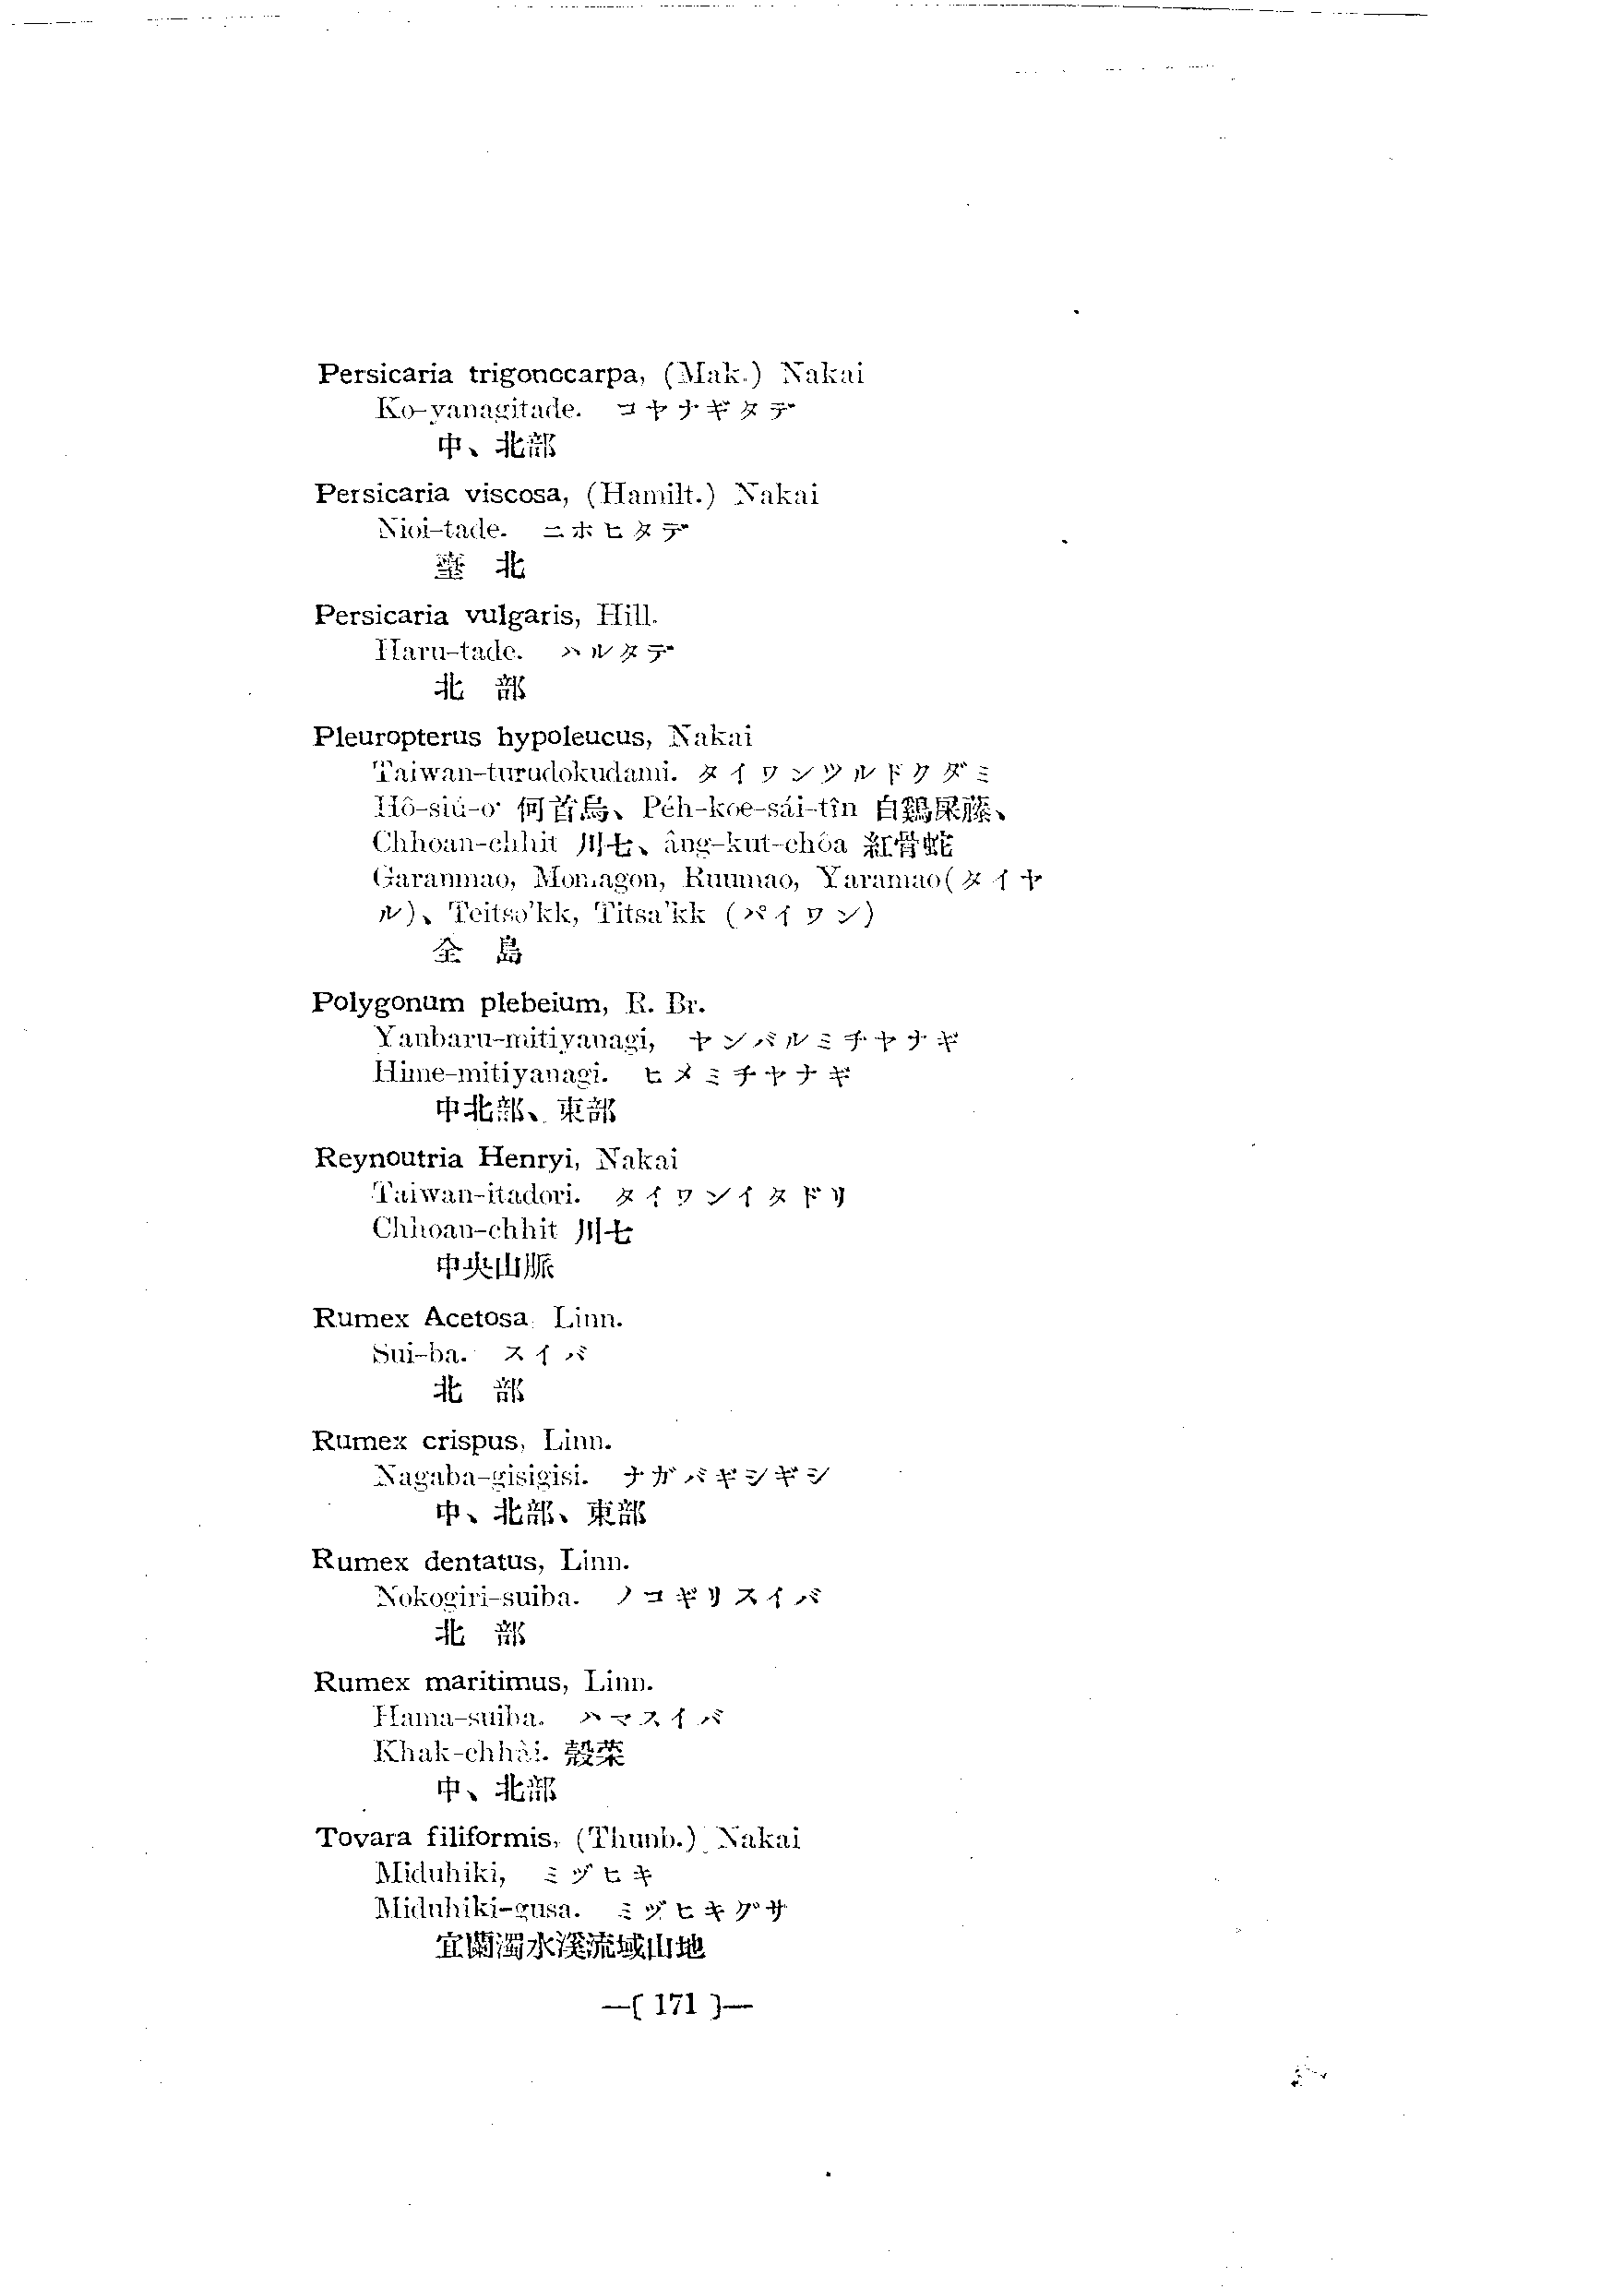 Persicaria trigonocarpa, (Mak.) Nakai
Ko-yanagitade. コヤナギタデ
中、北部
Persicaria viscosa, (Hamilt.) Nakai
Nioi-tade. ニホヒタデ
臺 北
Persicaria vulgaris, Hill.
Haru-tade. ハルタデ
北 部
Pleuropterus hypoleucus, Nakai
Taiwan-turudokudami. タイワンツルドクダミ
Hô-siú-o͘ 何首烏、Péh-koe-sái-tîn 白鷄屎藤、
Chhoan-chhit 川七、âng-kut-chôa 紅骨蛇
Garammao, Momagon, Ruumao, Yaramao(タイヤ
ル)、Teitso'kk, Titsa'kk (パイワン)
全 島
Polygonum plebeium, R. Br.
Yanbaru-mitiyanagi, ヤンバルミチヤナギ
Hime-mitiyanagi. ヒメミチヤナギ
中北部、東部
Reynoutria Henryi, Nakai
Taiwan-itadori. タイワンイタドリ
Chhoan-chhit 川七
中央山脈
Rumex Acetosa, Linn.
Sui-ba. スイバ
北 部
Rumex crispus, Linn.
Nagaba-gisigisi. ナガバギシギシ
中、北部、東部
Rumex dentatus, Linn.
Nokogiri-suiba. ノコギリスイバ
北 部
Rumex maritimus, Linn.
Hama-suiba. ハマスイバ
Khak-chhài. 殼菜
中、北部
Tovara filiformis, (Thunb.) Nakai
Miduhiki, ミヅヒキ
Miduhiki-gusa. ミヅヒキグサ
宜蘭濁水溪流域山地
—( 171 )—